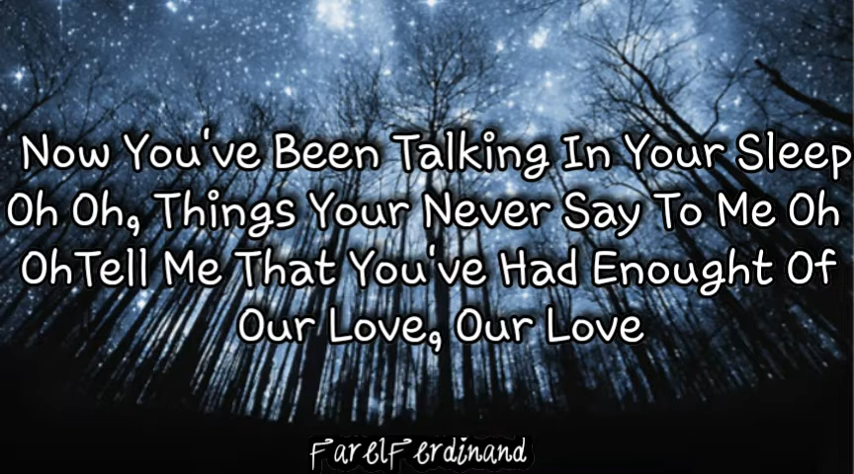 Now You've Been Talking In Your Sleep
Oh Oh, Things Your Never Say To Me Oh
OhTell Me That You've Had Enought Of
Our Love, Our Love
FarelFerdinand